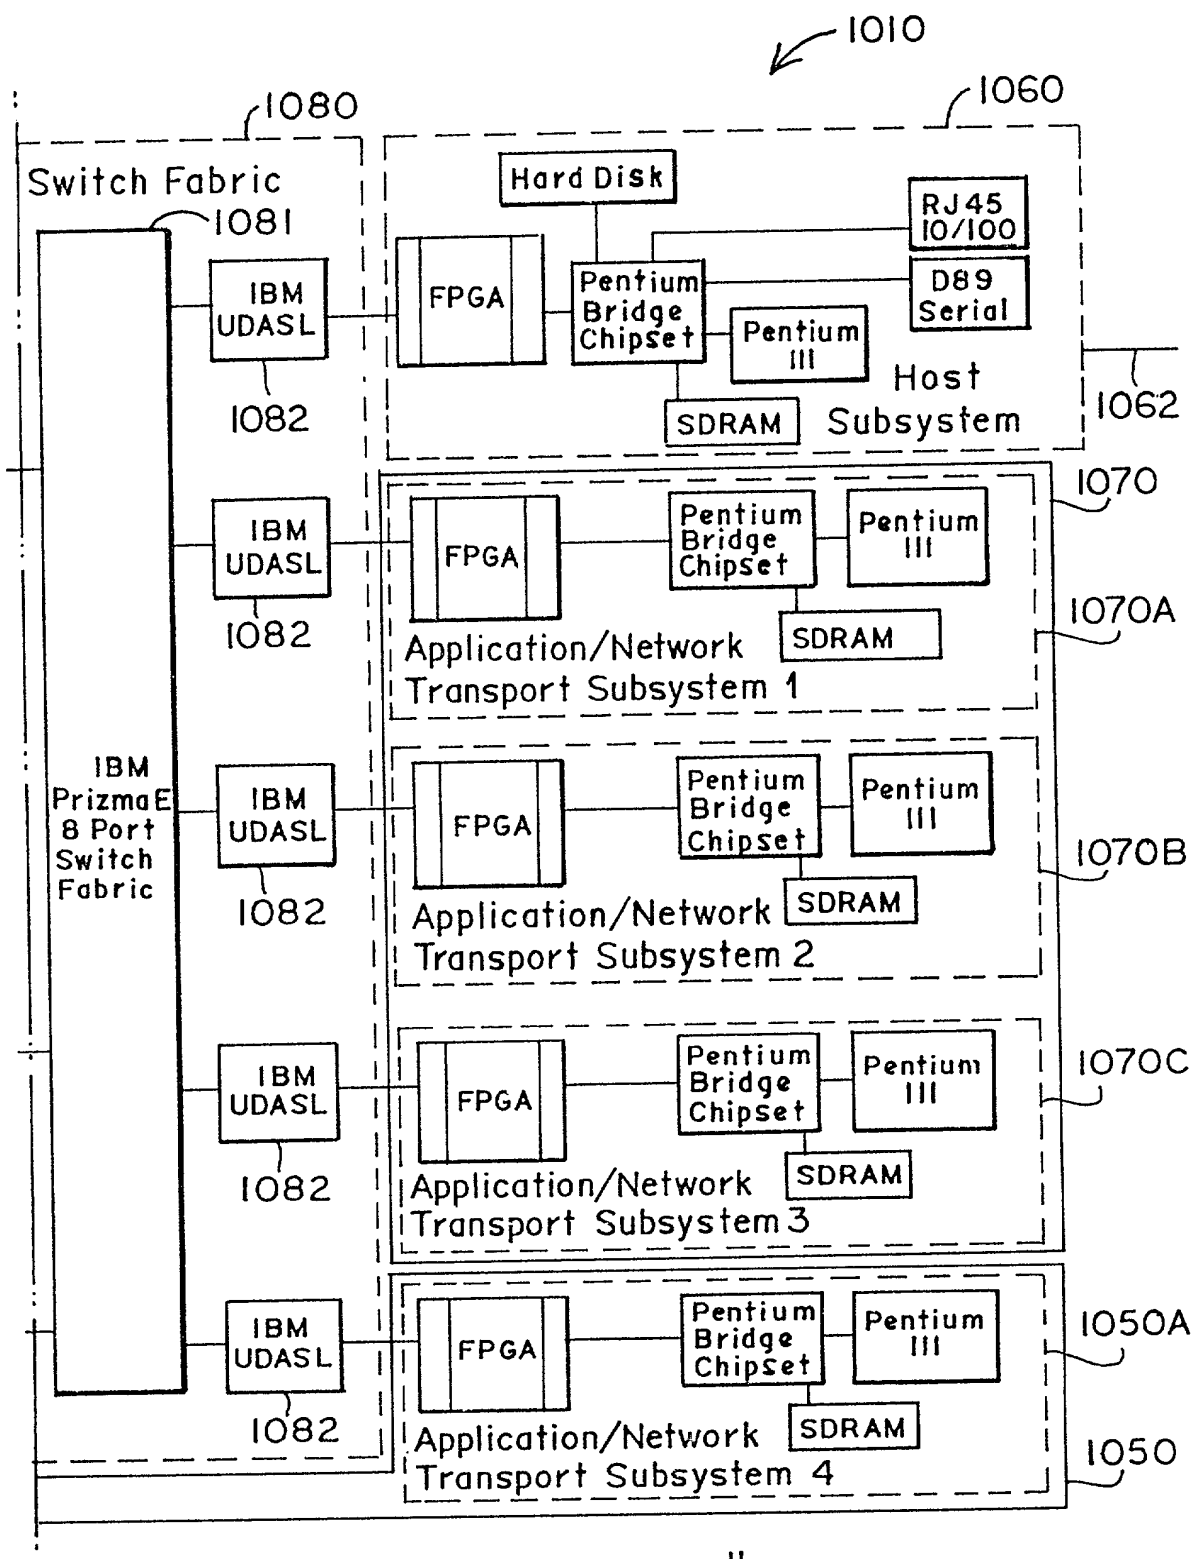 1010
1080
1060
Switch Fabric
1081
Hard Disk
RJ45
10/100
IBM
UDASL
FPGA
Pentium
Bridge
Chipset
D89
Serial
Pentium
III
1082
SDRAM
Host
Subsystem
1062
1070
IBM
UDASL
FPGA
Pentium
Bridge
Chipset
Pentium
III
1082
SDRAM
1070A
Application/Network
Transport Subsystem 1
IBM
PrizmaE
8 Port
Switch
Fabric
IBM
UDASL
FPGA
Pentium
Bridge
Chipset
Pentium
III
1070B
1082
SDRAM
Application/Network
Transport Subsystem 2
IBM
UDASL
FPGA
Pentium
Bridge
Chipset
Pentium
III
1070C
1082
SDRAM
Application/Network
Transport Subsystem 3
IBM
UDASL
FPGA
Pentium
Bridge
Chipset
Pentium
III
1050A
1082
SDRAM
Application/Network
Transport Subsystem 4
1050